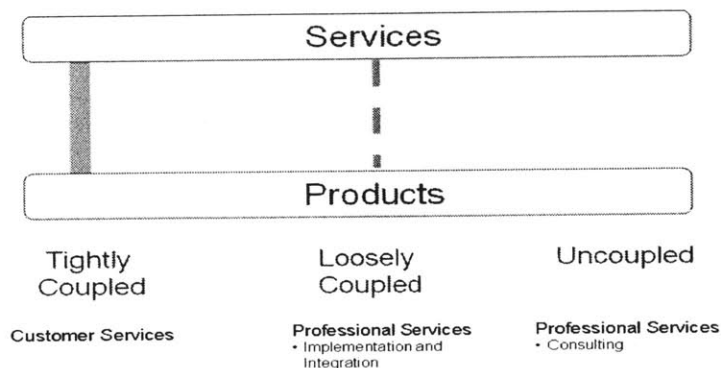 Services
Products
Tightly
Coupled
Loosely
Coupled
Uncoupled
Customer Services
Professional Services
• Implementation and
Integration
Professional Services
• Consulting